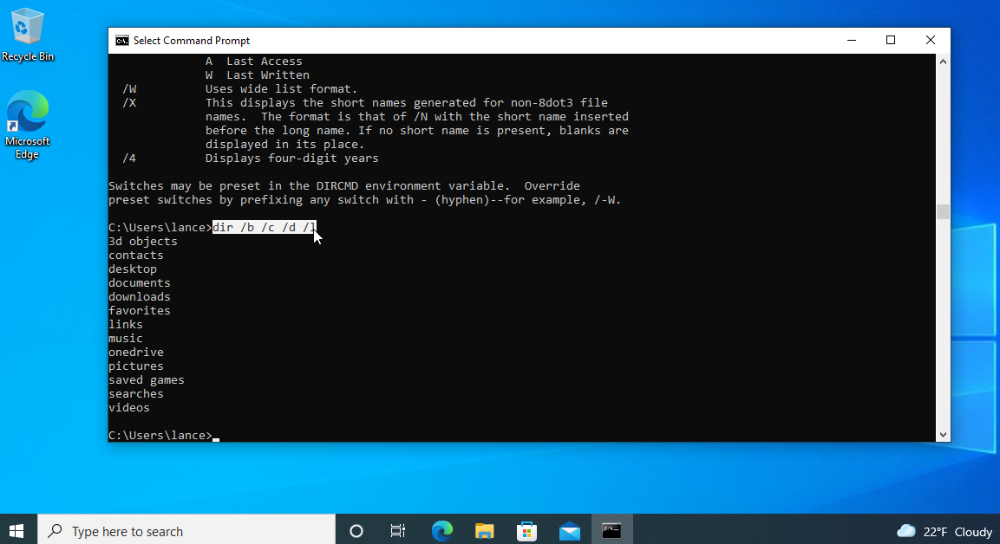 Recycle Bin
Microsoft
Edge
Select Command Prompt
A  Last Access
W  Last Written
/W          Uses wide list format.
/X          This displays the short names generated for non-8dot3 file
names.  The format is that of /N with the short name inserted
before the long name. If no short name is present, blanks are
displayed in its place.
/4          Displays four-digit years
Switches may be preset in the DIRCMD environment variable.  Override
preset switches by prefixing any switch with - (hyphen)--for example, /-W.
C:\Users\lance>dir /b /c /d /l
3d objects
contacts
desktop
documents
downloads
favorites
links
music
onedrive
pictures
saved games
searches
videos
C:\Users\lance>
Type here to search
22°F  Cloudy